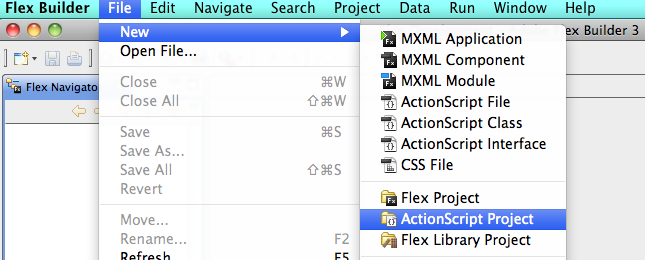 Flex Builder File Edit Navigate Search Project Data Run Window Help
Flex Builder 3
Flex Navigator
New
Open File...
Close ⌘W
Close All ⇧⌘W
Save ⌘S
Save As...
Save All ⇧⌘S
Revert
Move...
Rename... F2
Refresh F5
MXML Application
MXML Component
MXML Module
ActionScript File
ActionScript Class
ActionScript Interface
CSS File
Flex Project
ActionScript Project
Flex Library Project